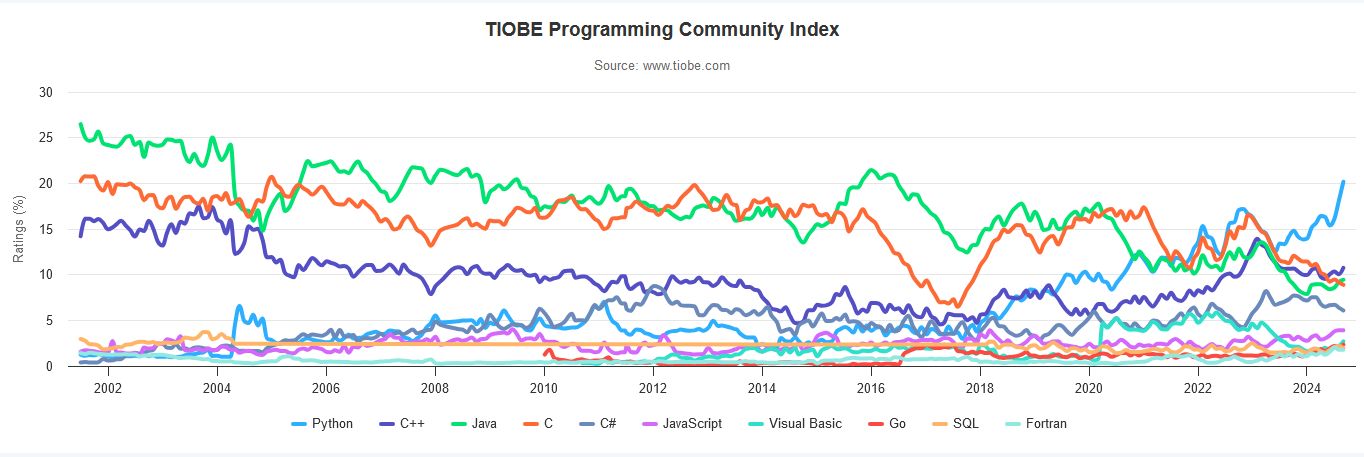 TIOBE Programming Community Index
Source: www.tiobe.com
Ratings (%)
30
25
20
15
10
5
0
2002 2004 2006 2008 2010 2012 2014 2016 2018 2020 2022 2024
Python C++ Java C C# JavaScript Visual Basic Go SQL Fortran